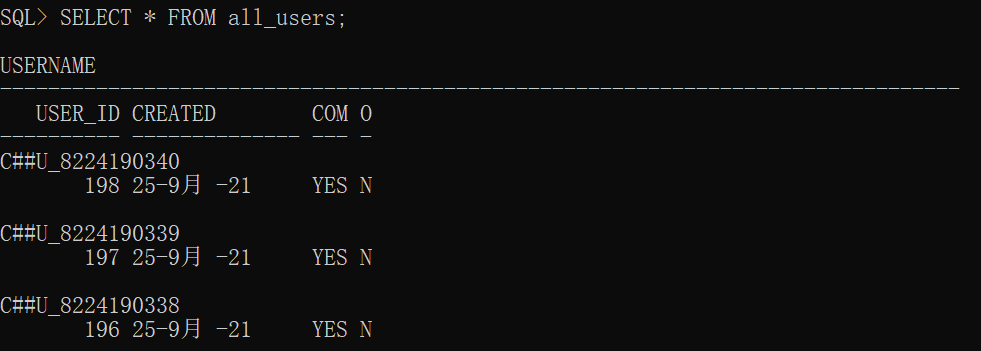 SQL> SELECT * FROM all_users;
USERNAME
--------------------------------------------------------------------------------
   USER_ID CREATED        COM O
---------- -------------- --- -
C##U_8224190340
       198 25-9月 -21     YES N
C##U_8224190339
       197 25-9月 -21     YES N
C##U_8224190338
       196 25-9月 -21     YES N